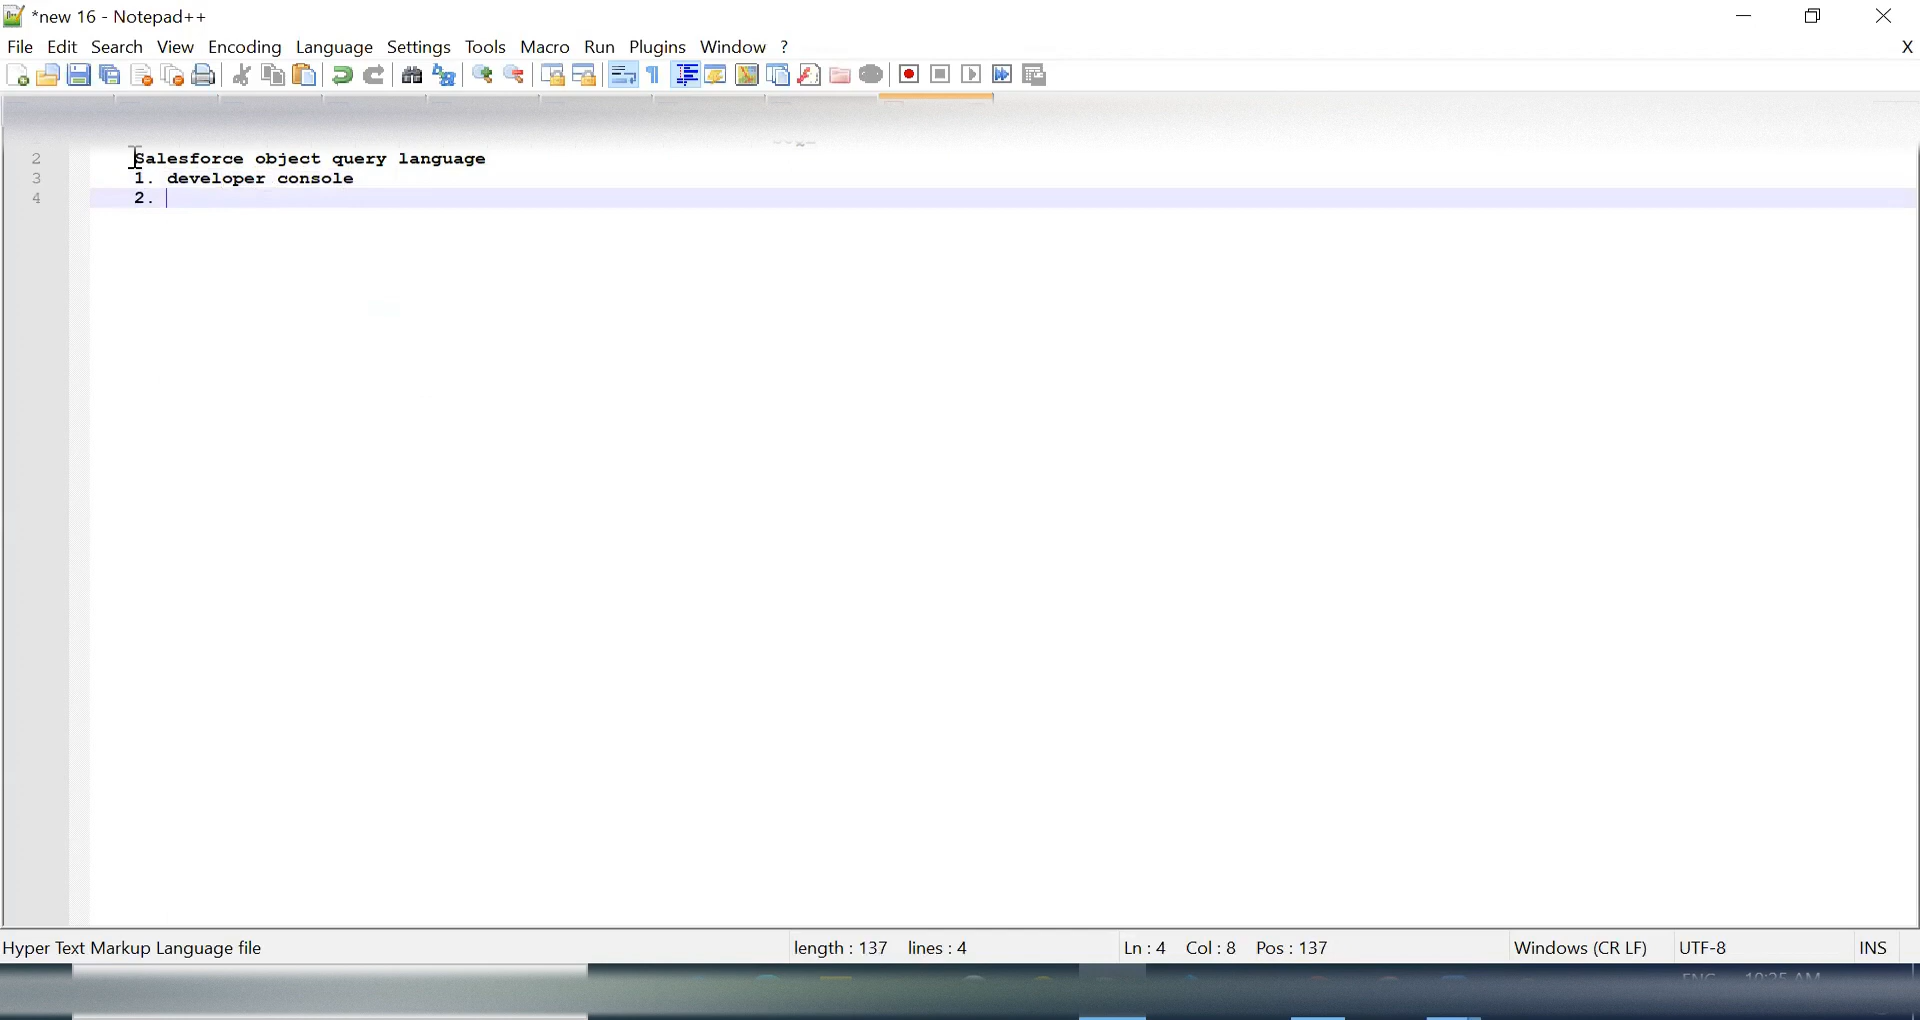 *new 16 - Notepad++
File Edit Search View Encoding Language Settings Tools Macro Run Plugins Window ? X
2 Salesforce object query language
3 1. developer console
4 2.
Hyper Text Markup Language file length : 137 lines : 4 Ln : 4 Col : 8 Pos : 137 Windows (CR LF) UTF-8 INS